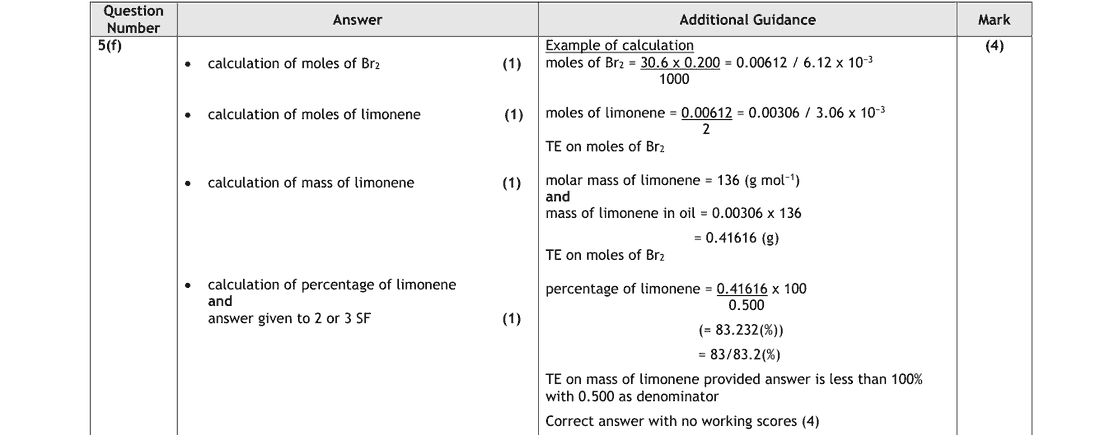 Question Number Answer Additional Guidance Mark
5(f) Example of calculation (4)
• calculation of moles of Br₂ (1) moles of Br₂ = 30.6 x 0.200 = 0.00612 / 6.12 x 10⁻³
1000
• calculation of moles of limonene (1) moles of limonene = 0.00612 = 0.00306 / 3.06 x 10⁻³
2
TE on moles of Br₂
• calculation of mass of limonene (1) molar mass of limonene = 136 (g mol⁻¹)
and
mass of limonene in oil = 0.00306 x 136
= 0.41616 (g)
TE on moles of Br₂
• calculation of percentage of limonene percentage of limonene = 0.41616 x 100
and 0.500
answer given to 2 or 3 SF (1)
(= 83.232(%))
= 83/83.2(%)
TE on mass of limonene provided answer is less than 100%
with 0.500 as denominator
Correct answer with no working scores (4)